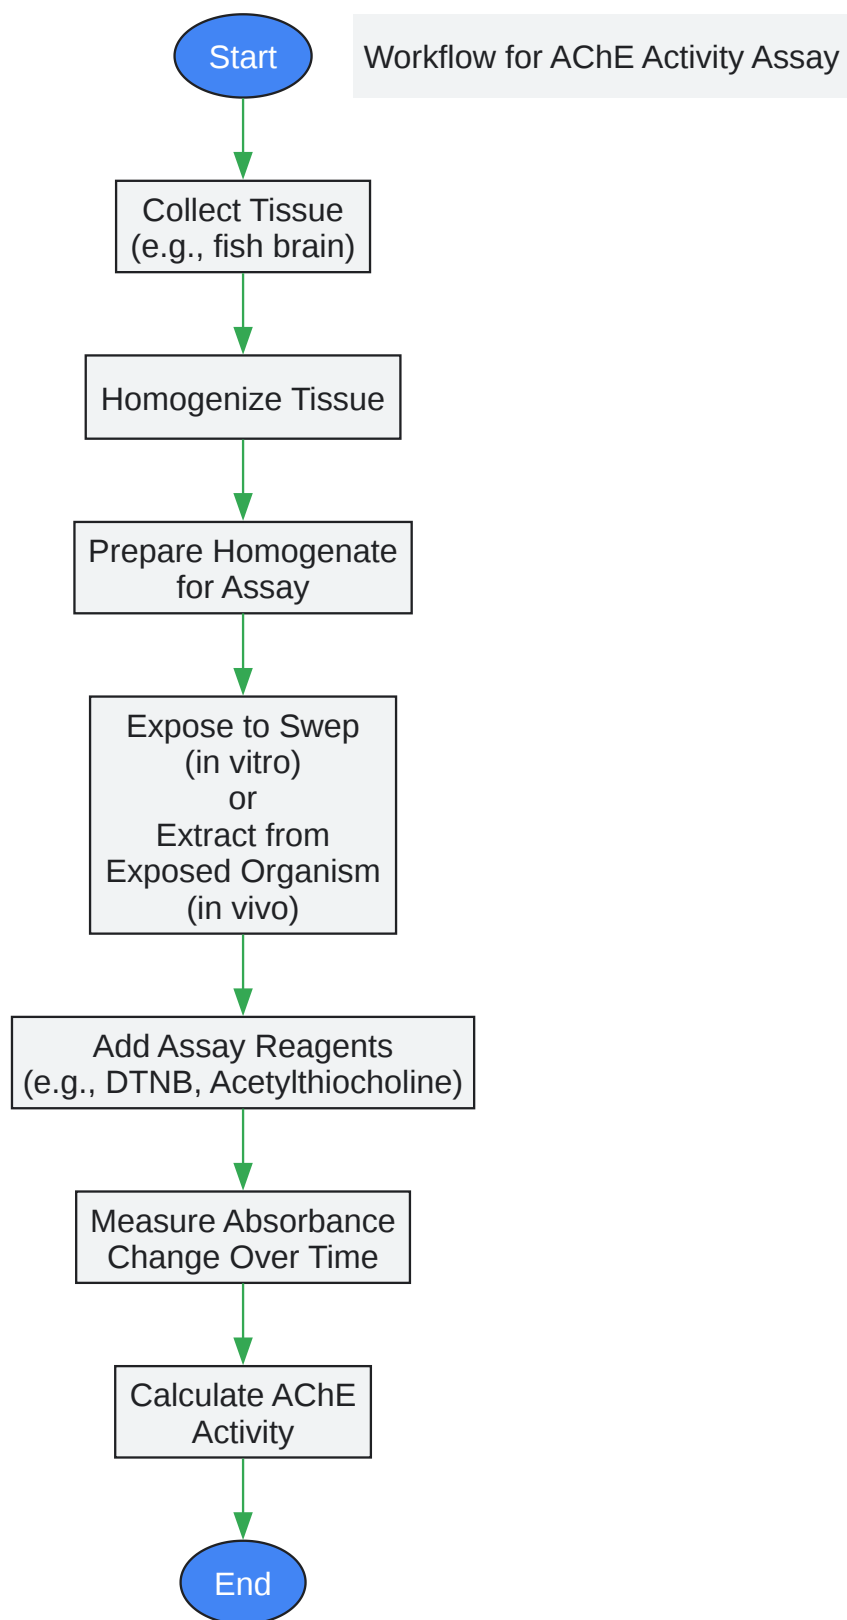 Start
Workflow for AChE Activity Assay
Collect Tissue
(e.g., fish brain)
Homogenize Tissue
Prepare Homogenate
for Assay
Expose to Swep
(in vitro)
or
Extract from
Exposed Organism
(in vivo)
Add Assay Reagents
(e.g., DTNB, Acetylthiocholine)
Measure Absorbance
Change Over Time
Calculate AChE
Activity
End